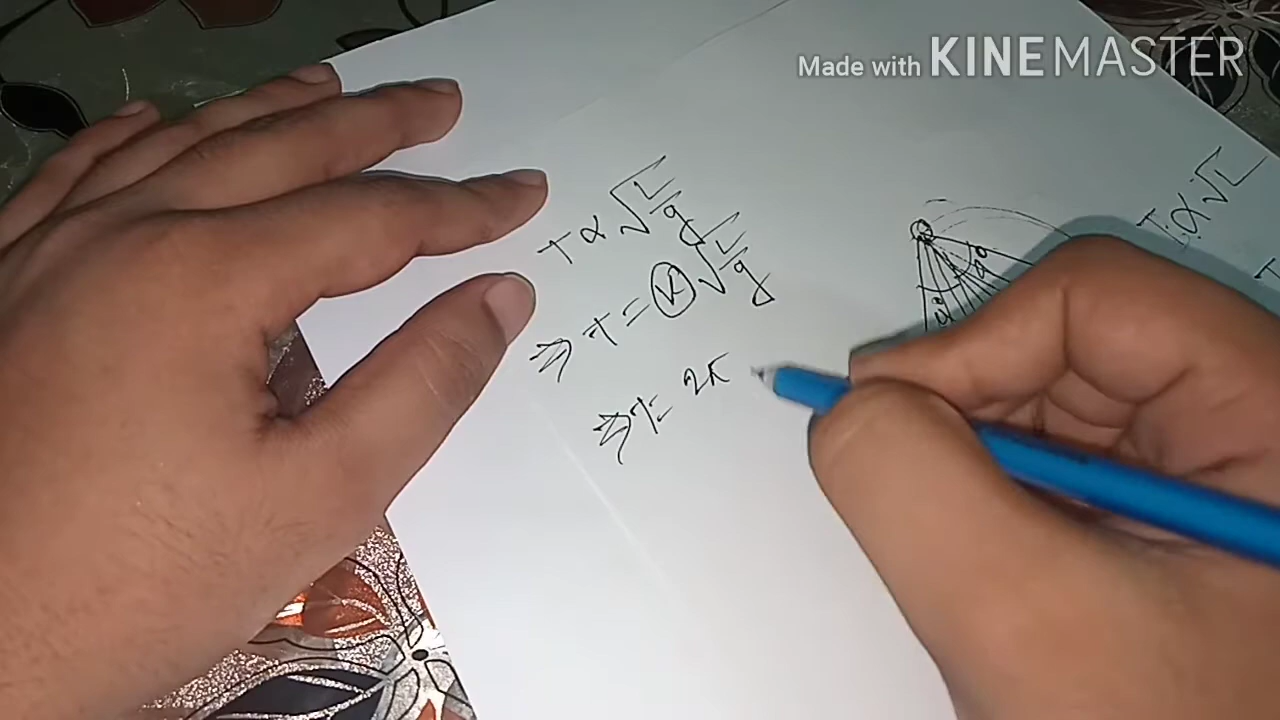 Made with KINEMASTER
T α √L/g
⇒ T = K √L/g
⇒ T = 2π
T α √L
T